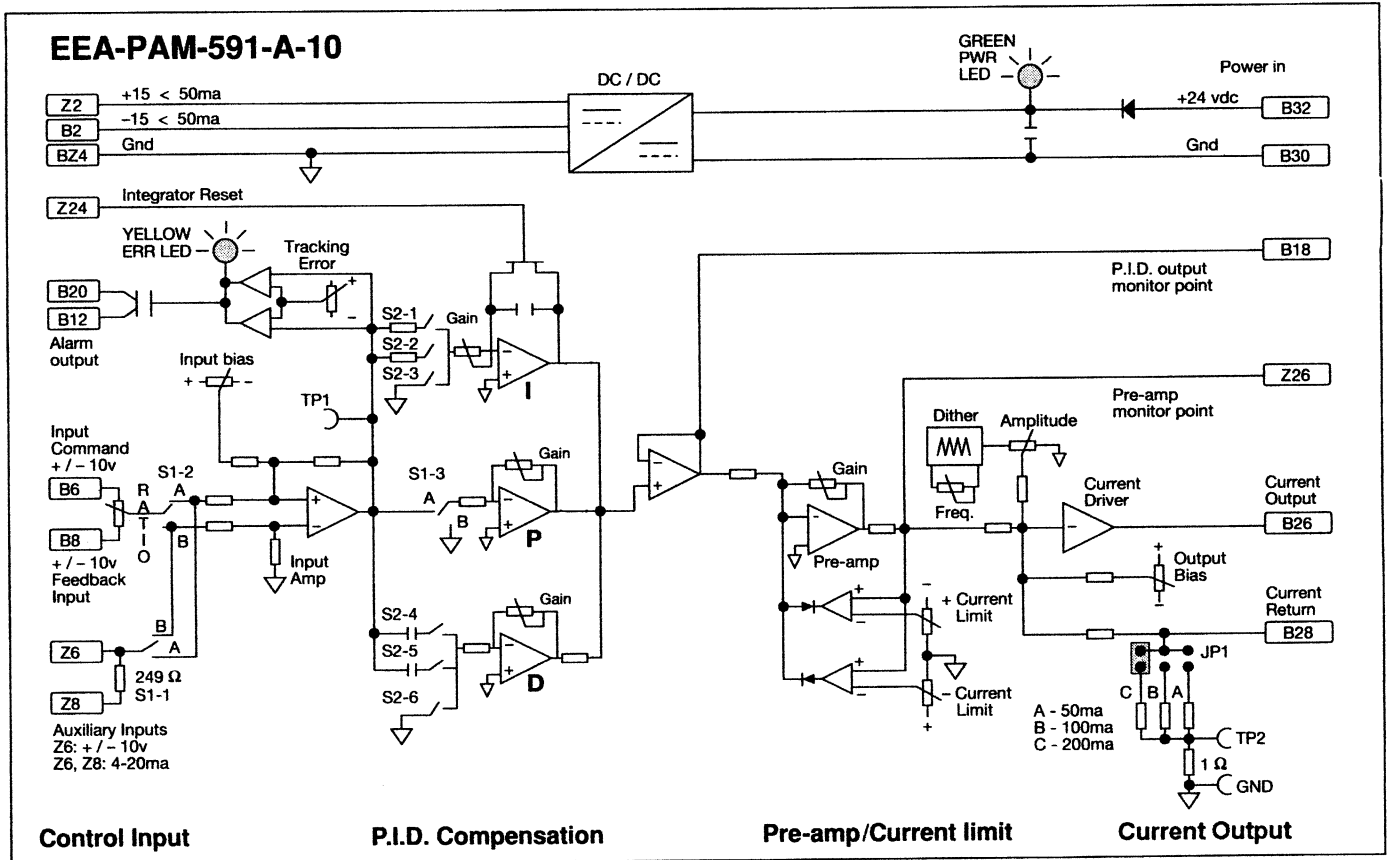 EEA-PAM-591-A-10
GREEN
PWR
LED
Power in
DC / DC
Z2
+15 < 50ma
B2
–15 < 50ma
BZ4
Gnd
+24 vdc
B32
Gnd
B30
Z24
Integrator Reset
YELLOW
ERR LED
Tracking
Error
+
–
B20
B12
Alarm
output
B18
P.I.D. output
monitor point
S2-1
S2-2
S2-3
Gain
–
+
I
Input bias
+
–
TP1
Z26
Pre-amp
monitor point
Input
Command
+ / – 10v
B6
RATIO
S1-2
A
B
B8
+ / – 10v
Feedback
Input
+
–
Input
Amp
S1-3
A
B
Gain
–
+
P
–
+
Gain
–
+
Pre-amp
Dither
Freq.
Amplitude
Current
Driver
–
Current
Output
B26
+
Output
Bias
–
Current
Return
B28
Z6
B
A
249 Ω
S1-1
Z8
Auxiliary Inputs
Z6: + / – 10v
Z6, Z8: 4-20ma
S2-4
S2-5
S2-6
Gain
–
+
D
+
–
–
+ Current
Limit
+
–
– Current
Limit
+
JP1
C
B
A
A - 50ma
B - 100ma
C - 200ma
TP2
1 Ω
GND
Control Input
P.I.D. Compensation
Pre-amp/Current limit
Current Output